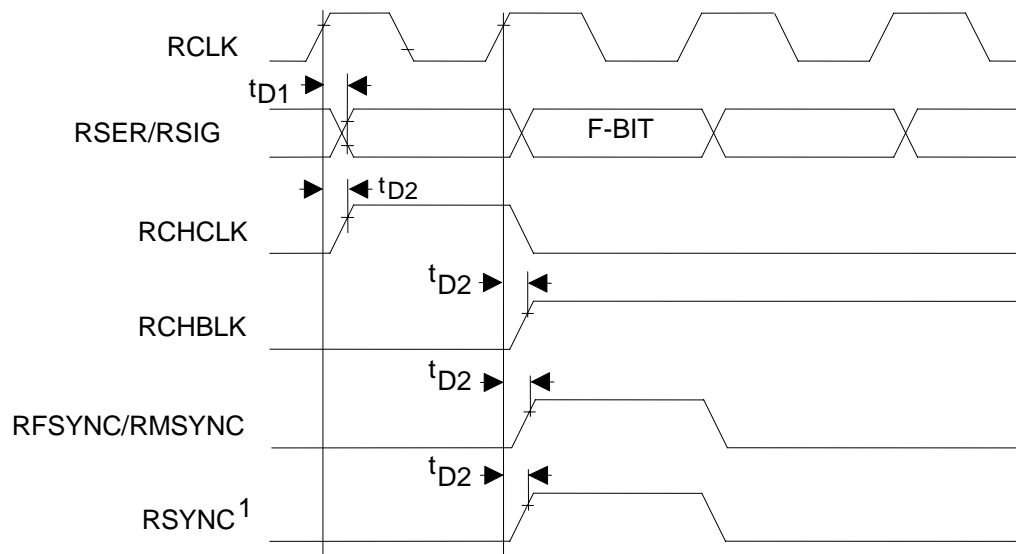 RCLK
tD1
RSER/RSIG
F-BIT
tD2
RCHCLK
tD2
RCHBLK
tD2
RFSYNC/RMSYNC
tD2
RSYNC1